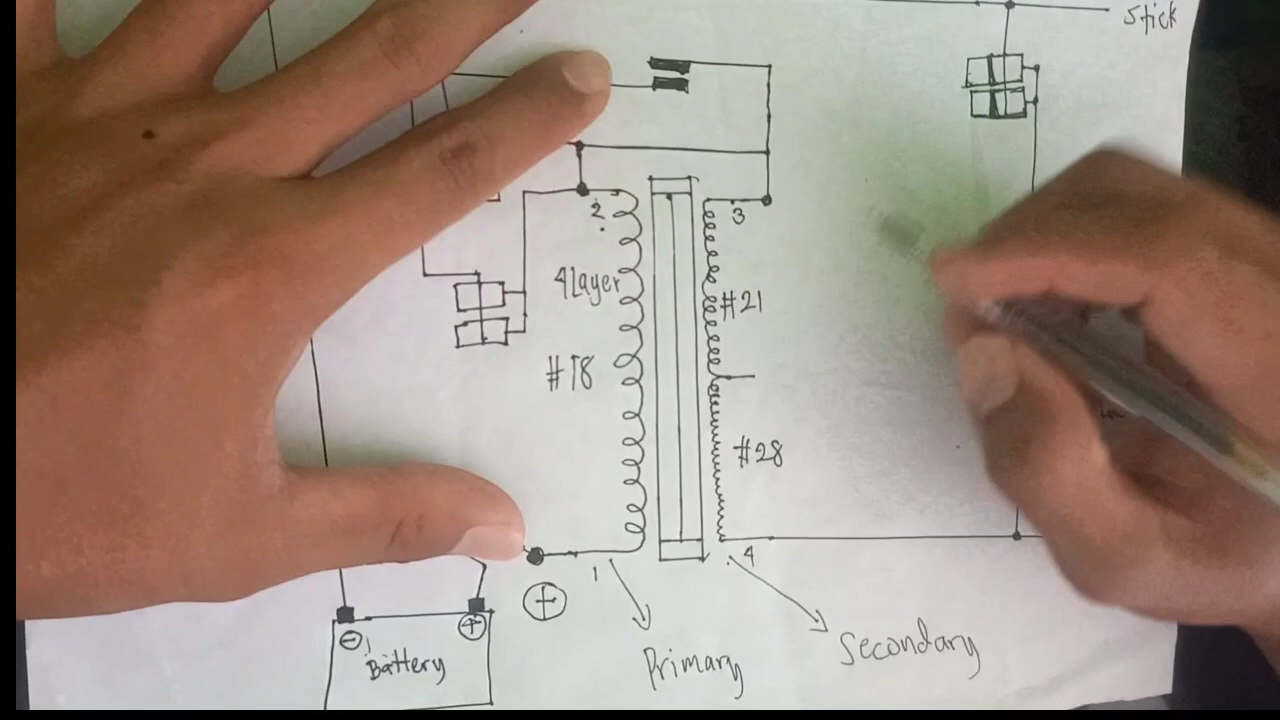 Stick
2
3
4Layer
#21
#18
#28
1
4
+
Primary
Secondary
- +
Battery